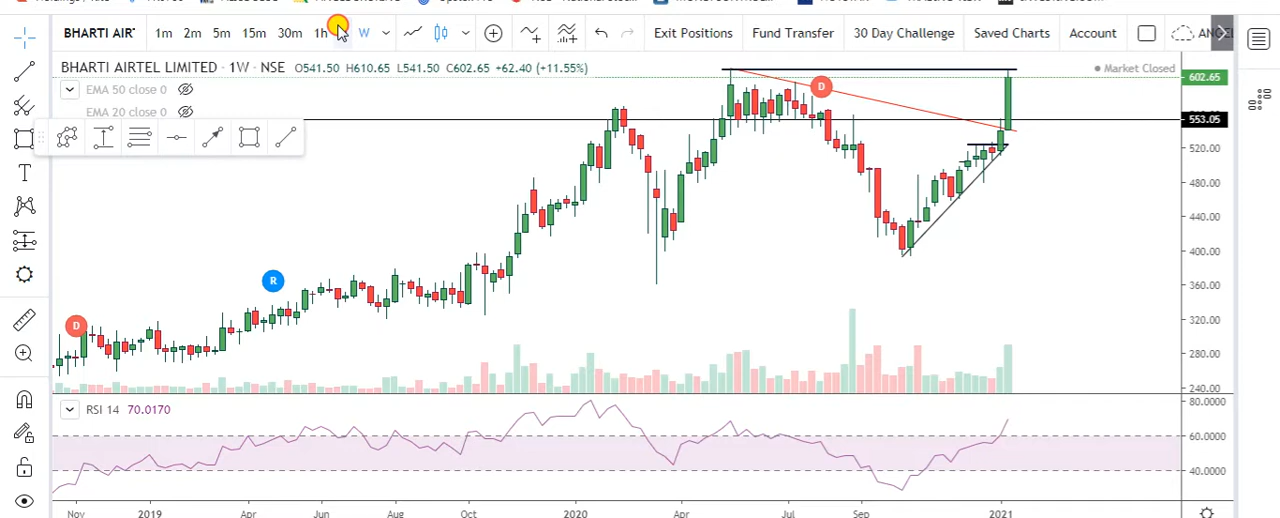 BHARTI AIRT 1m 2m 5m 15m 30m 1h W Exit Positions Fund Transfer 30 Day Challenge Saved Charts Account
BHARTI AIRTEL LIMITED · 1W · NSE O541.50 H610.65 L541.50 C602.65 +62.40 (+11.55%)
Market Closed
602.65
EMA 50 close 0
D
EMA 20 close 0
553.05
520.00
480.00
440.00
400.00
R
360.00
D
320.00
280.00
240.00
RSI 14 70.0170
80.0000
60.0000
40.0000
Nov 2019 Apr Jun Aug Oct 2020 Apr Jul Sep 2021